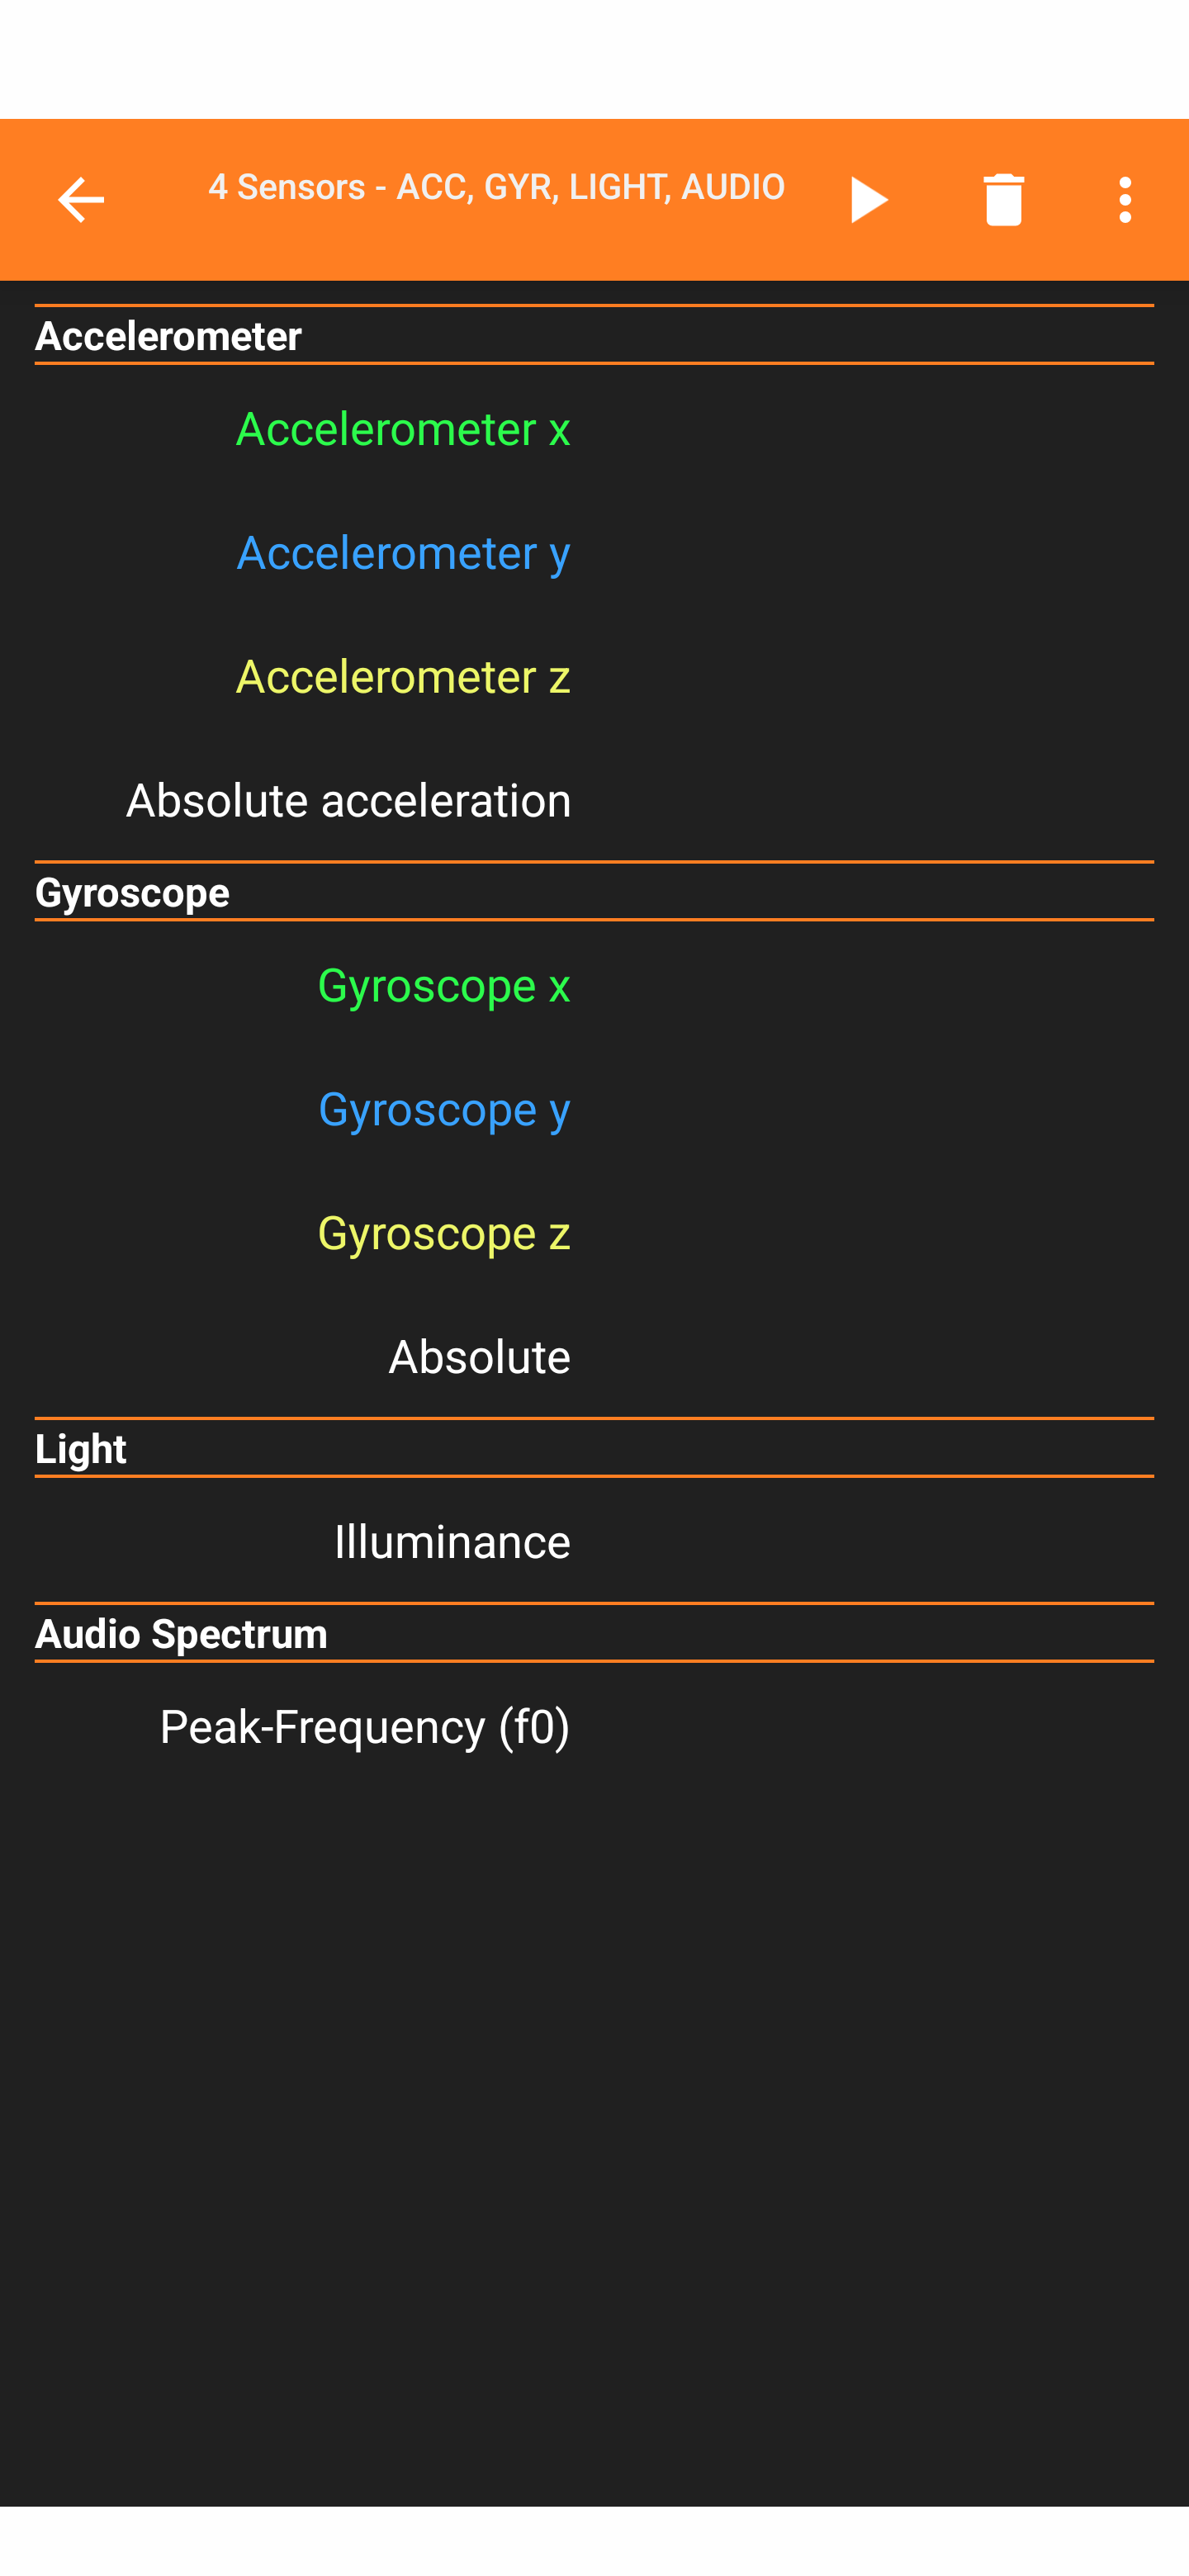 4 Sensors - ACC, GYR, LIGHT, AUDIO
Accelerometer
Accelerometer x
Accelerometer y
Accelerometer z
Absolute acceleration
Gyroscope
Gyroscope x
Gyroscope y
Gyroscope z
Absolute
Light
Illuminance
Audio Spectrum
Peak-Frequency (f0)